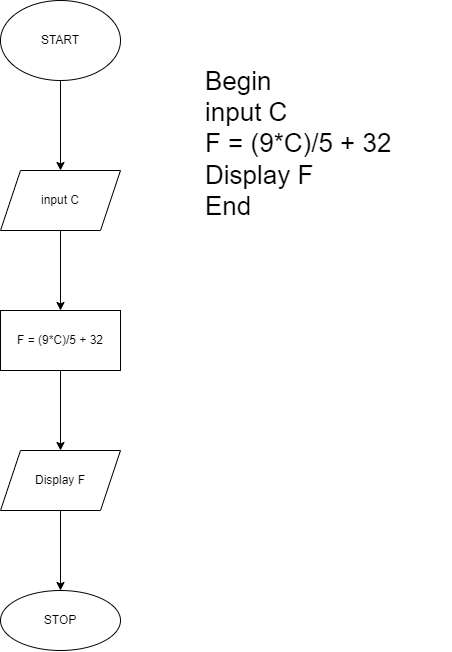 START
input C
F = (9*C)/5 + 32
Display F
STOP
Begin
input C
F = (9*C)/5 + 32
Display F
End